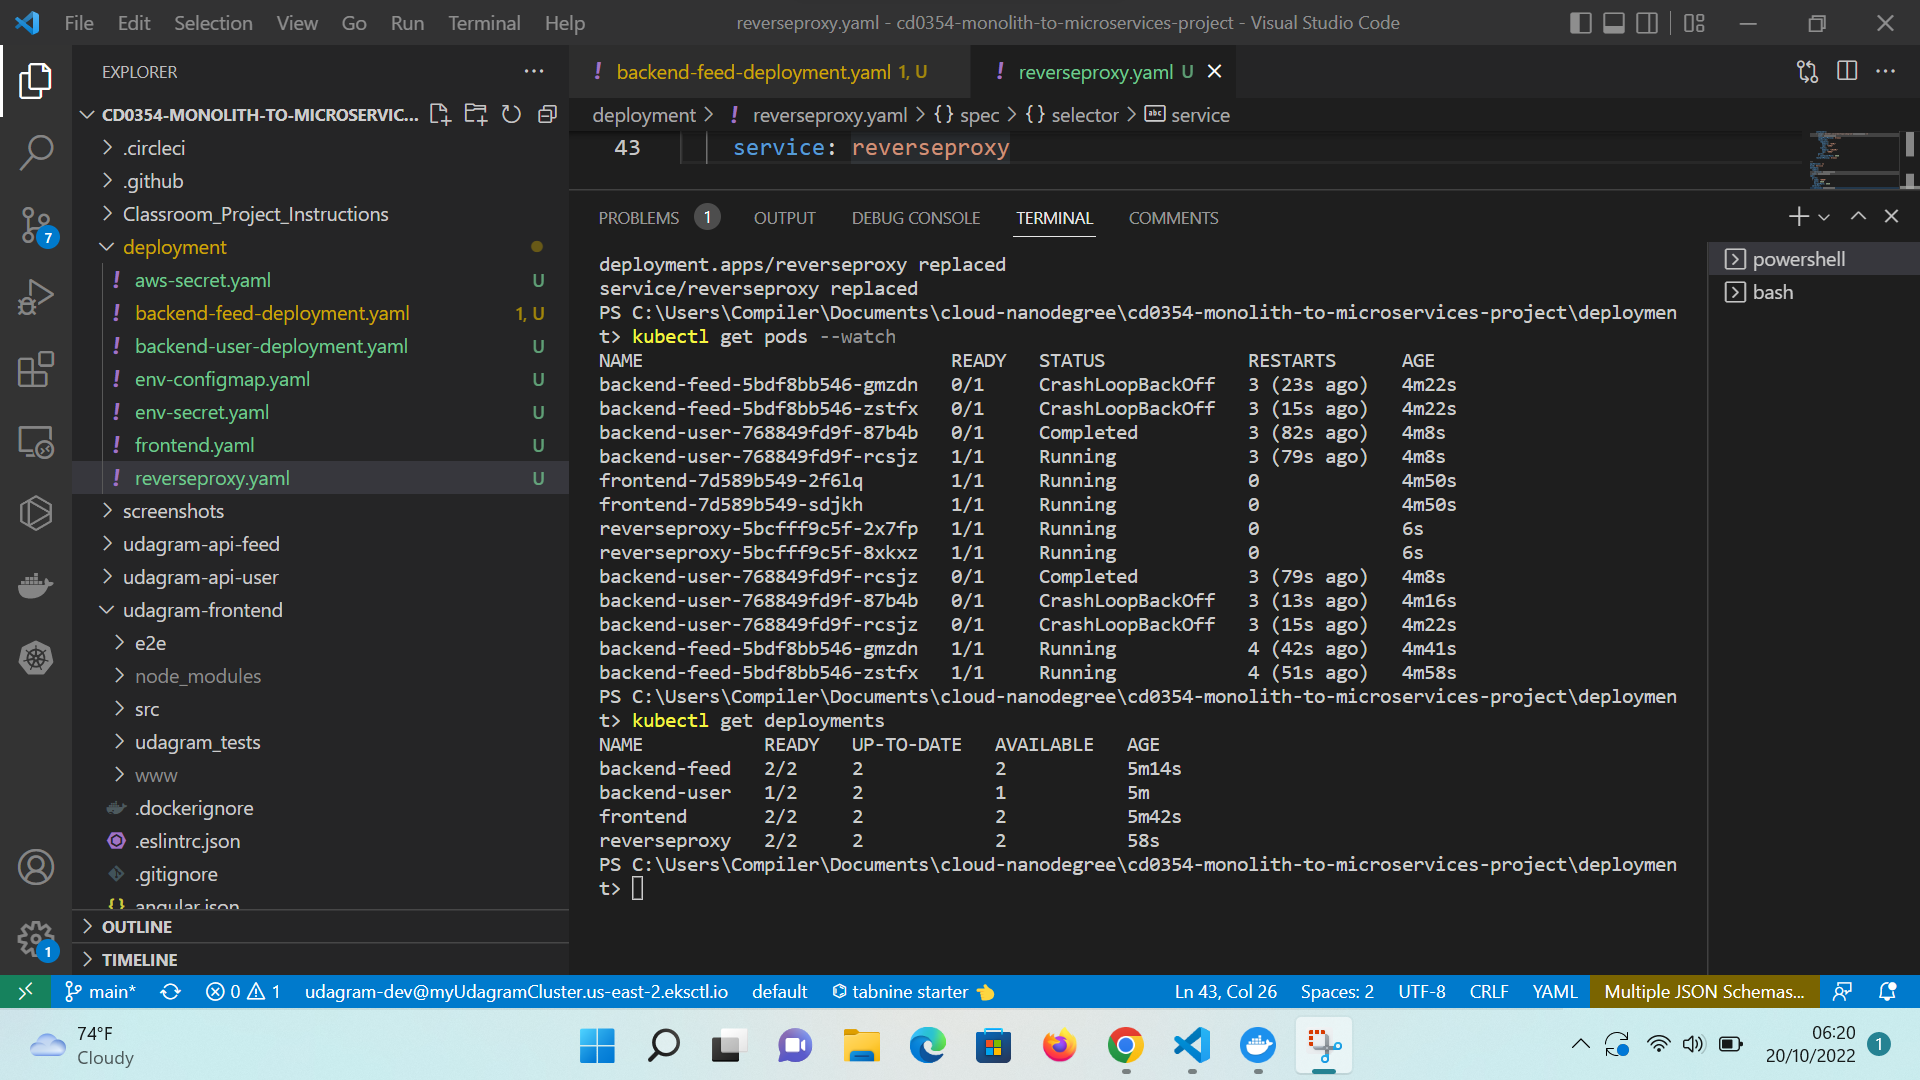 File Edit Selection View Go Run Terminal Help
reverseproxy.yaml - cd0354-monolith-to-microservices-project - Visual Studio Code
EXPLORER
CD0354-MONOLITH-TO-MICROSERVIC...
.circleci
.github
Classroom_Project_Instructions
deployment
! aws-secret.yaml U
! backend-feed-deployment.yaml 1, U
! backend-user-deployment.yaml U
! env-configmap.yaml U
! env-secret.yaml U
! frontend.yaml U
! reverseproxy.yaml U
screenshots
udagram-api-feed
udagram-api-user
udagram-frontend
e2e
node_modules
src
udagram_tests
www
.dockerignore
.eslintrc.json
.gitignore
{} angular.json
OUTLINE
TIMELINE
7
1
! backend-feed-deployment.yaml 1, U
! reverseproxy.yaml U
deployment > ! reverseproxy.yaml > {} spec > {} selector > abc service
43 service: reverseproxy
PROBLEMS 1 OUTPUT DEBUG CONSOLE TERMINAL COMMENTS
powershell
bash
deployment.apps/reverseproxy replaced
service/reverseproxy replaced
PS C:\Users\Compiler\Documents\cloud-nanodegree\cd0354-monolith-to-microservices-project\deploymen
t> kubectl get pods --watch
NAME READY STATUS RESTARTS AGE
backend-feed-5bdf8bb546-gmzdn 0/1 CrashLoopBackOff 3 (23s ago) 4m22s
backend-feed-5bdf8bb546-zstfx 0/1 CrashLoopBackOff 3 (15s ago) 4m22s
backend-user-768849fd9f-87b4b 0/1 Completed 3 (82s ago) 4m8s
backend-user-768849fd9f-rcsjz 1/1 Running 3 (79s ago) 4m8s
frontend-7d589b549-2f6lq 1/1 Running 0 4m50s
frontend-7d589b549-sdjkh 1/1 Running 0 4m50s
reverseproxy-5bcfff9c5f-2x7fp 1/1 Running 0 6s
reverseproxy-5bcfff9c5f-8xkxz 1/1 Running 0 6s
backend-user-768849fd9f-rcsjz 0/1 Completed 3 (79s ago) 4m8s
backend-user-768849fd9f-87b4b 0/1 CrashLoopBackOff 3 (13s ago) 4m16s
backend-user-768849fd9f-rcsjz 0/1 CrashLoopBackOff 3 (15s ago) 4m22s
backend-feed-5bdf8bb546-gmzdn 1/1 Running 4 (42s ago) 4m41s
backend-feed-5bdf8bb546-zstfx 1/1 Running 4 (51s ago) 4m58s
PS C:\Users\Compiler\Documents\cloud-nanodegree\cd0354-monolith-to-microservices-project\deploymen
t> kubectl get deployments
NAME READY UP-TO-DATE AVAILABLE AGE
backend-feed 2/2 2 2 5m14s
backend-user 1/2 2 1 5m
frontend 2/2 2 2 5m42s
reverseproxy 2/2 2 2 58s
PS C:\Users\Compiler\Documents\cloud-nanodegree\cd0354-monolith-to-microservices-project\deploymen
t>
main* 0 1 udagram-dev@myUdagramCluster.us-east-2.eksctl.io default tabnine starter Ln 43, Col 26 Spaces: 2 UTF-8 CRLF YAML Multiple JSON Schemas...
74°F
Cloudy
06:20
20/10/2022
1